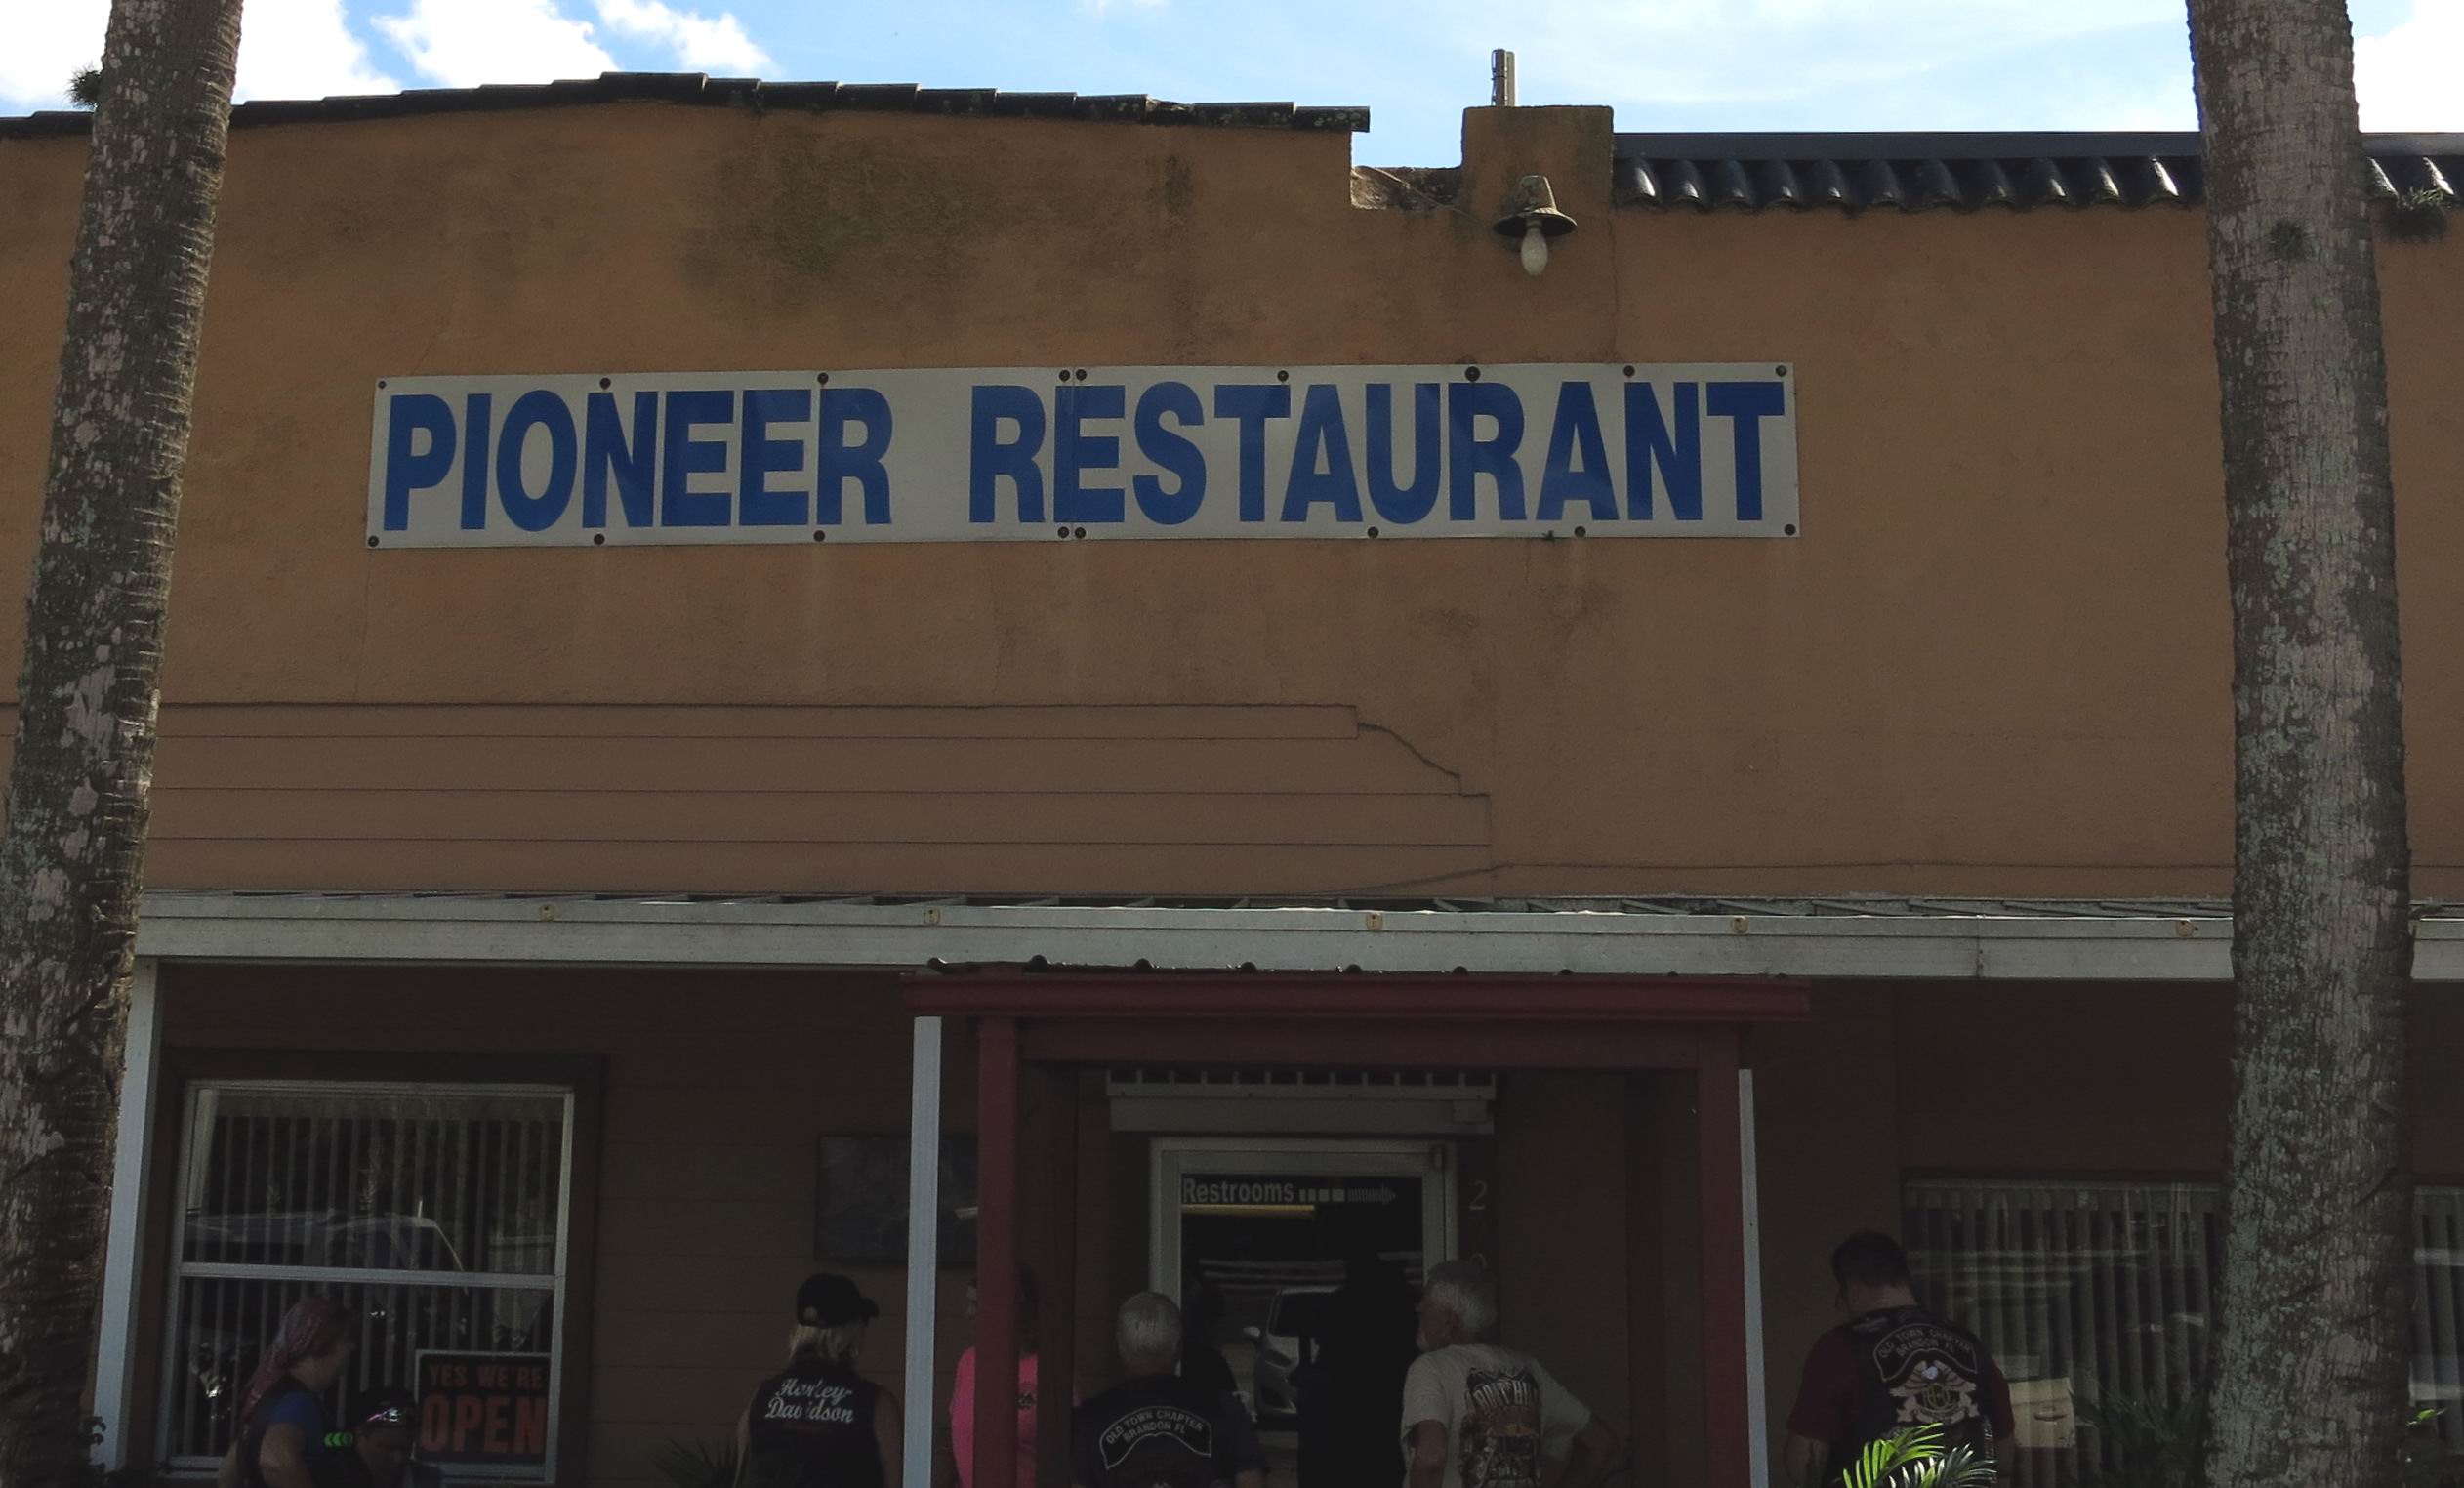 PIONEER RESTAURANT
Restrooms
2
YES WE'RE
OPEN
Harley-
Davidson
OLD TOWN CHAPTER
BRANDON FL
OLD TOWN CHAPTER
BRANDON FL